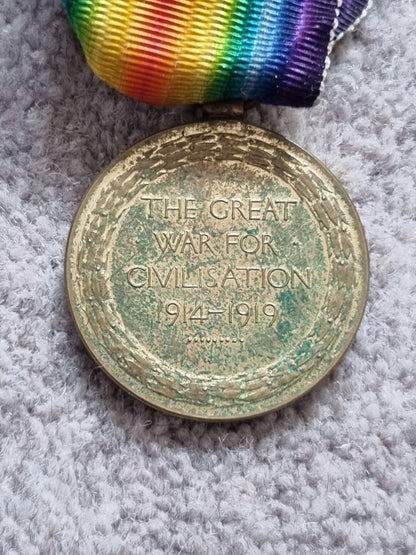 THE GREAT
WAR FOR
CIVILISATION
1914-1919